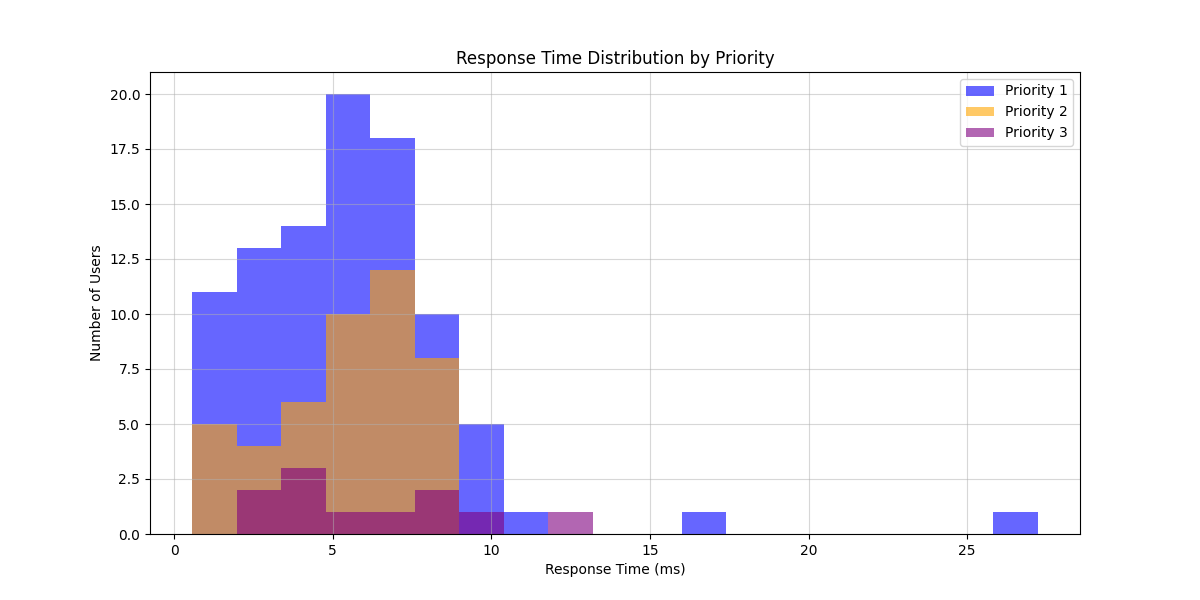 Response Time Distribution by Priority
Priority 1
Priority 2
Priority 3
Number of Users
20.0
17.5
15.0
12.5
10.0
7.5
5.0
2.5
0.0
0 5 10 15 20 25
Response Time (ms)